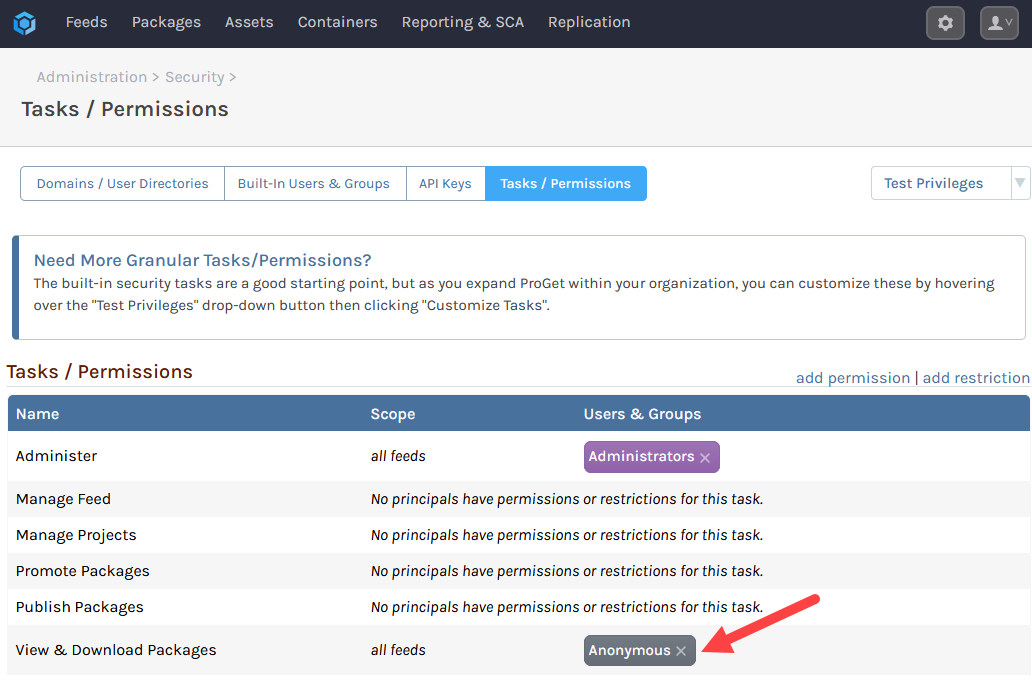 Feeds Packages Assets Containers Reporting & SCA Replication
Administration > Security >
Tasks / Permissions
Domains / User Directories Built-In Users & Groups API Keys Tasks / Permissions Test Privileges
Need More Granular Tasks/Permissions?
The built-in security tasks are a good starting point, but as you expand ProGet within your organization, you can customize these by hovering
over the "Test Privileges" drop-down button then clicking "Customize Tasks".
Tasks / Permissions
add permission | add restriction
Name Scope Users & Groups
Administer all feeds Administrators ×
Manage Feed No principals have permissions or restrictions for this task.
Manage Projects No principals have permissions or restrictions for this task.
Promote Packages No principals have permissions or restrictions for this task.
Publish Packages No principals have permissions or restrictions for this task.
View & Download Packages all feeds Anonymous ×